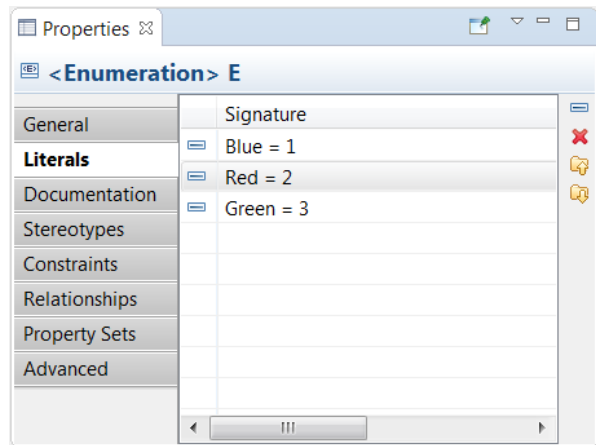 Properties
<Enumeration> E
General
Literals
Documentation
Stereotypes
Constraints
Relationships
Property Sets
Advanced
Signature
Blue = 1
Red = 2
Green = 3